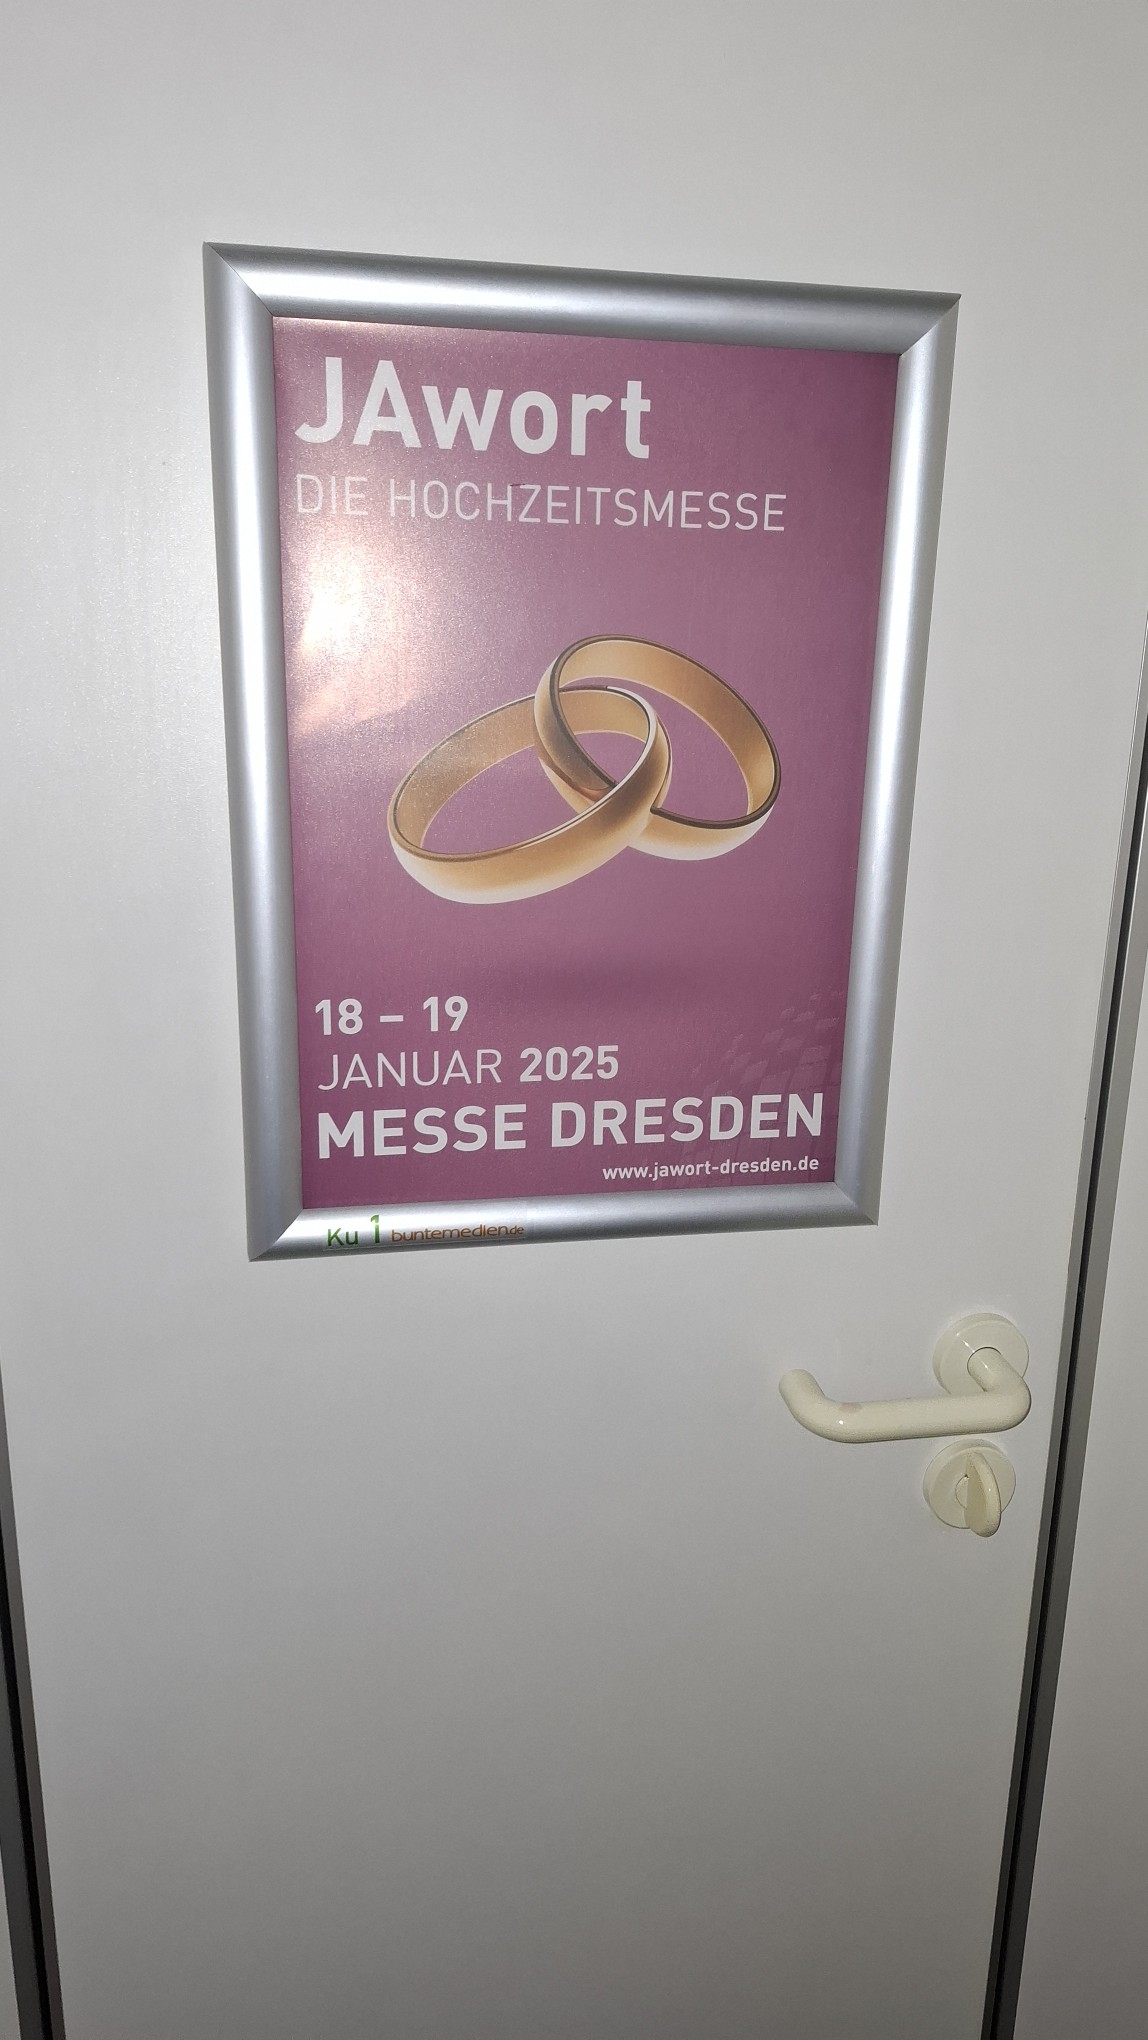 JAwort
DIE HOCHZEITSMESSE
18 – 19
JANUAR 2025
MESSE DRESDEN
www.jawort-dresden.de
Ku 1 buntemedien.de